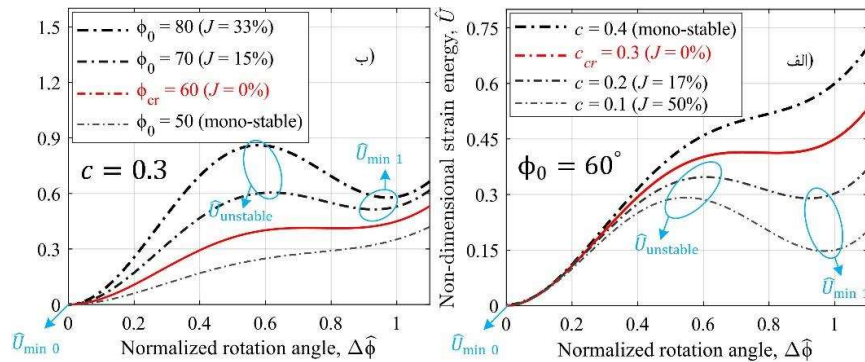 ϕ₀ = 80 (J = 33%)
ϕ₀ = 70 (J = 15%)
ϕcr = 60 (J = 0%)
ϕ₀ = 50 (mono-stable)
ب)
1.5
1.2
0.9
0.6
0.3
0
c = 0.3
Ûunstable
Ûmin 1
Ûmin 0
0 0.2 0.4 0.6 0.8 1
Normalized rotation angle, Δϕ̂
Non-dimensional strain energy, Û
c = 0.4 (mono-stable)
ccr = 0.3 (J = 0%)
c = 0.2 (J = 17%)
c = 0.1 (J = 50%)
الف)
0.75
0.6
0.45
0.3
0.15
0
ϕ₀ = 60°
Ûunstable
Ûmin 1
Ûmin 0
0 0.2 0.4 0.6 0.8 1
Normalized rotation angle, Δϕ̂